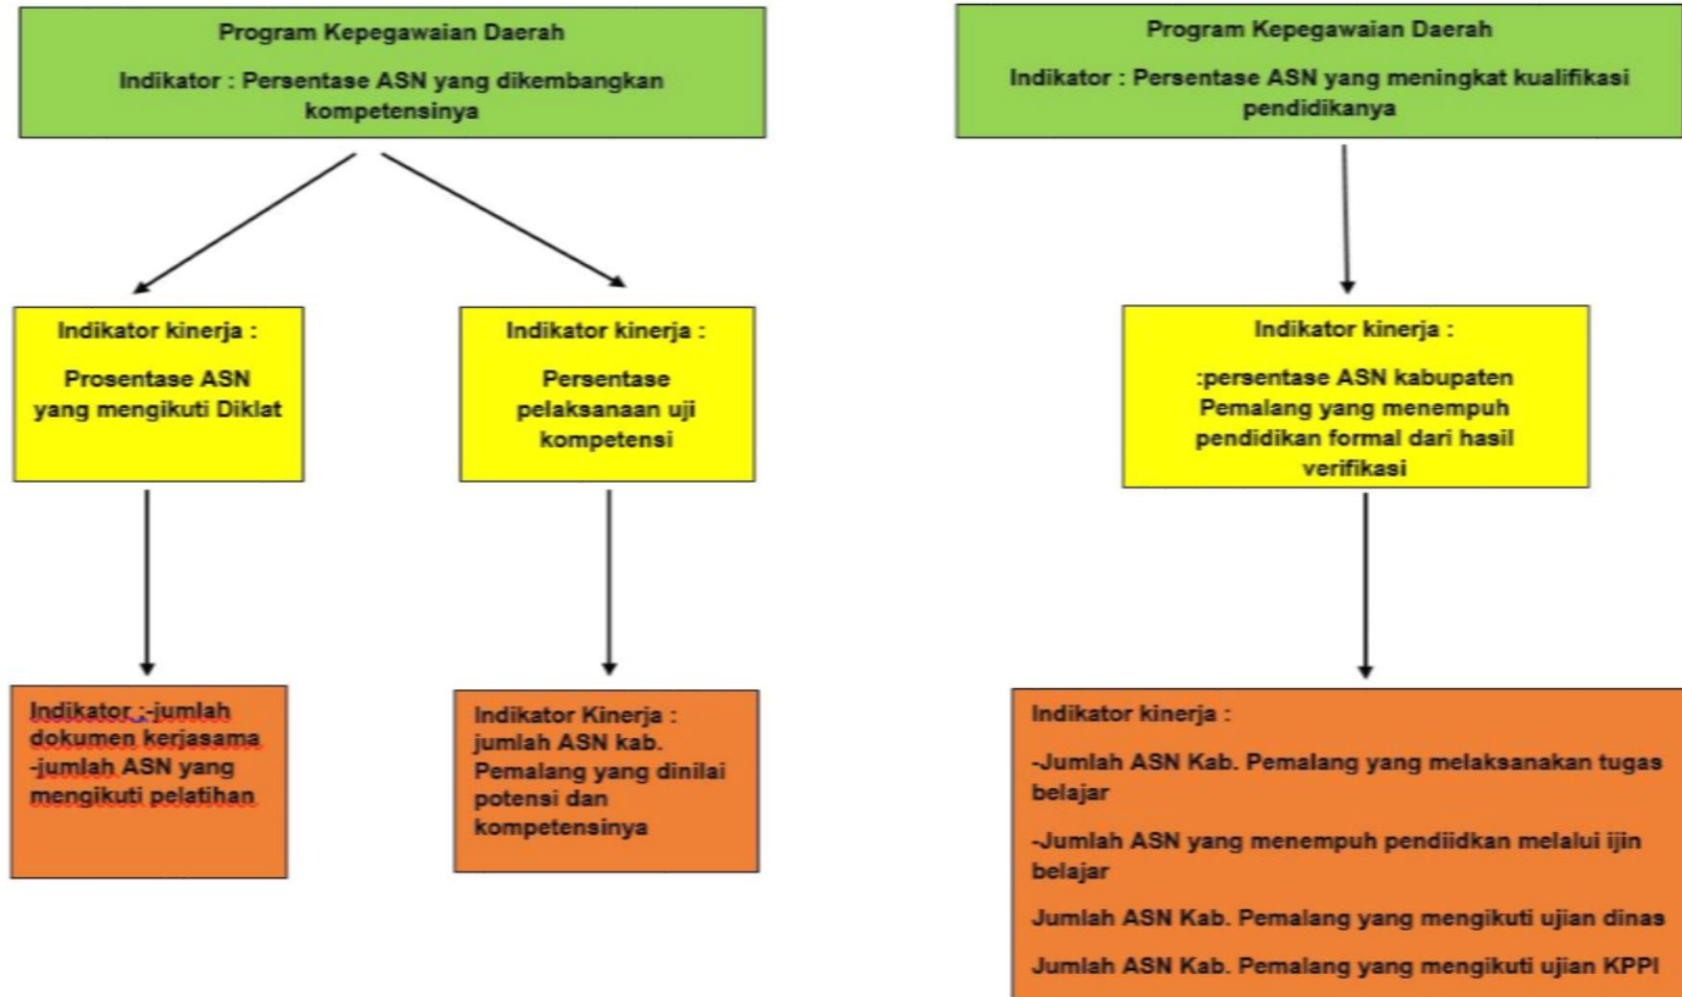 Program Kepegawaian Daerah
Indikator : Persentase ASN yang dikembangkan
kompetensinya
Program Kepegawaian Daerah
Indikator : Persentase ASN yang meningkat kualifikasi
pendidikanya
Indikator kinerja :
Prosentase ASN
yang mengikuti Diklat
Indikator kinerja :
Persentase
pelaksanaan uji
kompetensi
Indikator kinerja :
:persentase ASN kabupaten
Pemalang yang menempuh
pendidikan formal dari hasil
verifikasi
Indikator :-jumlah
dokumen kerjasama
-jumlah ASN yang
mengikuti pelatihan
Indikator Kinerja :
jumlah ASN kab.
Pemalang yang dinilai
potensi dan
kompetensinya
Indikator kinerja :
-Jumlah ASN Kab. Pemalang yang melaksanakan tugas
belajar
-Jumlah ASN yang menempuh pendiidkan melalui ijin
belajar
Jumlah ASN Kab. Pemalang yang mengikuti ujian dinas
Jumlah ASN Kab. Pemalang yang mengikuti ujian KPPI